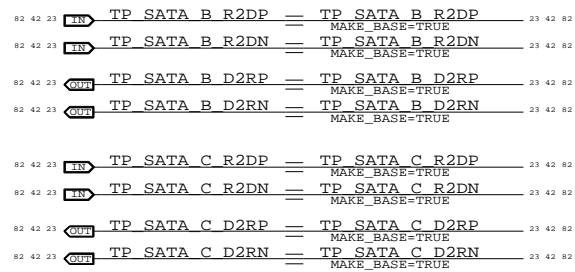 82 42 23 IN TP_SATA_B_R2DP TP_SATA_B_R2DP 23 42 82
MAKE_BASE=TRUE
82 42 23 IN TP_SATA_B_R2DN TP_SATA_B_R2DN 23 42 82
MAKE_BASE=TRUE
82 42 23 OUT TP_SATA_B_D2RP TP_SATA_B_D2RP 23 42 82
MAKE_BASE=TRUE
82 42 23 OUT TP_SATA_B_D2RN TP_SATA_B_D2RN 23 42 82
MAKE_BASE=TRUE
82 42 23 IN TP_SATA_C_R2DP TP_SATA_C_R2DP 23 42 82
MAKE_BASE=TRUE
82 42 23 IN TP_SATA_C_R2DN TP_SATA_C_R2DN 23 42 82
MAKE_BASE=TRUE
82 42 23 OUT TP_SATA_C_D2RP TP_SATA_C_D2RP 23 42 82
MAKE_BASE=TRUE
82 42 23 OUT TP_SATA_C_D2RN TP_SATA_C_D2RN 23 42 82
MAKE_BASE=TRUE